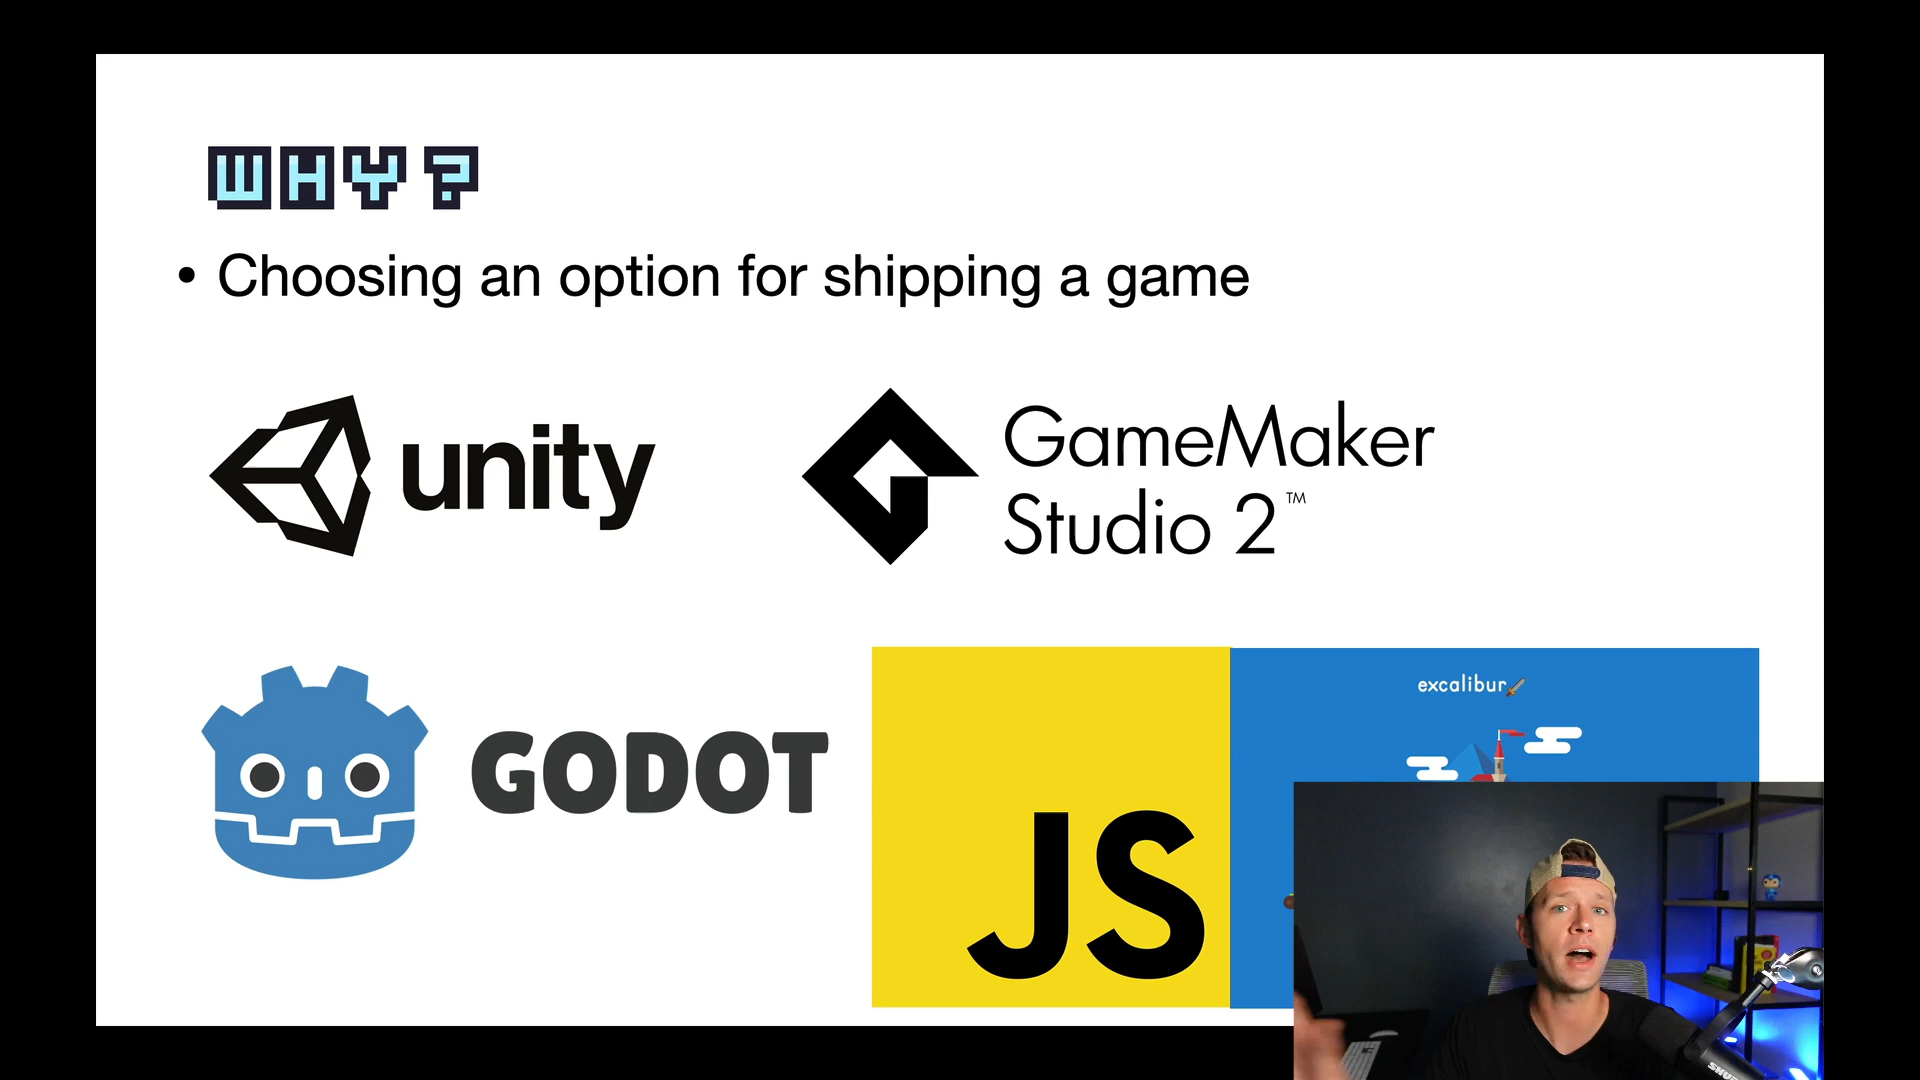 WHY?
• Choosing an option for shipping a game
unity
GameMaker
Studio 2™
GODOT
excalibur
JS